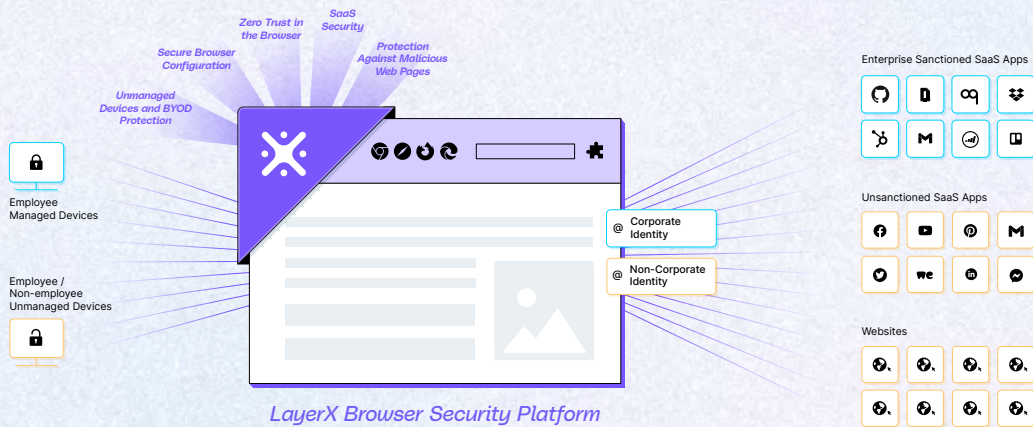 Zero Trust in
the Browser
SaaS
Security
Secure Browser
Configuration
Protection
Against Malicious
Web Pages
Unmanaged
Devices and BYOD
Protection
Employee
Managed Devices
Employee /
Non-employee
Unmanaged Devices
@ Corporate
Identity
@ Non-Corporate
Identity
Enterprise Sanctioned SaaS Apps
Unsanctioned SaaS Apps
we
in
Websites
LayerX Browser Security Platform